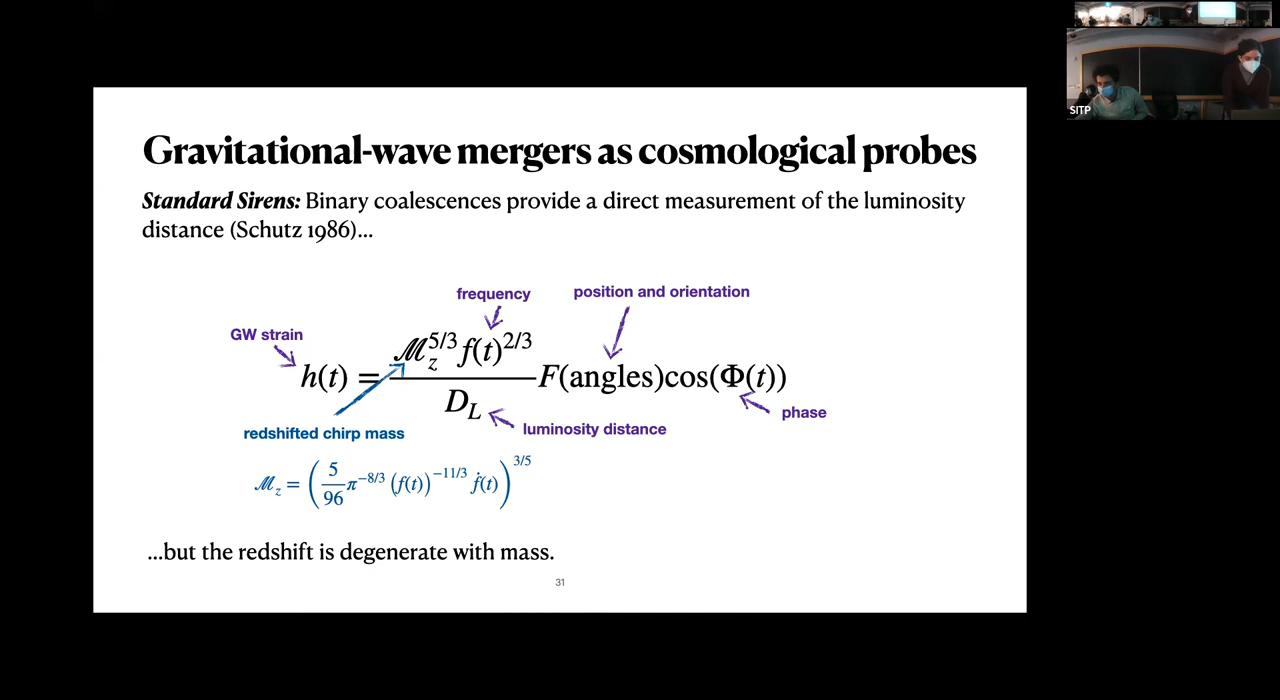 Gravitational-wave mergers as cosmological probes
Standard Sirens: Binary coalescences provide a direct measurement of the luminosity
distance (Schutz 1986)...
frequency
position and orientation
GW strain
h(t) = ℳ_z^{5/3} f(t)^{2/3} / D_L F(angles)cos(Φ(t))
phase
luminosity distance
redshifted chirp mass
ℳ_z = (5/96 π^{-8/3} (f(t))^{-11/3} ḟ(t))^{3/5}
...but the redshift is degenerate with mass.
31
SITP